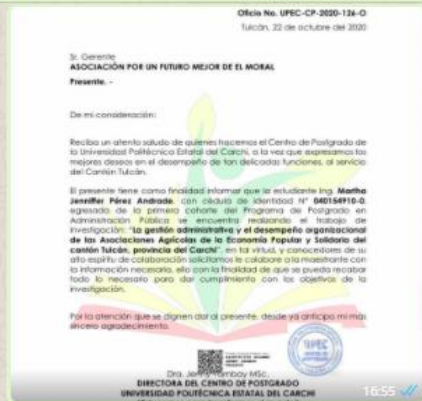 Oficio No. UPEC-CP-2020-126-O
Tulcán, 22 de octubre del 2020
Sr. Gerente
ASOCIACIÓN POR UN FUTURO MEJOR DE EL MORAL
Presente. -
De mi consideración:
Reciba un atento saludo de quienes hacemos el Centro de Postgrado de
la Universidad Politécnica Estatal del Carchi, a la vez que expresamos los
mejores deseos en el desempeño de tan delicadas funciones, al servicio
del Cantón Tulcán.
El presente tiene como finalidad informar que la estudiante Ing. Martha
Jenniffer Pérez Andrade, con cédula de identidad N° 040154910-0,
egresada de la primera cohorte del Programa de Postgrado en
Administración Pública se encuentra realizando el trabajo de
investigación: "La gestión administrativa y el desempeño organizacional
de las Asociaciones Agrícolas de la Economía Popular y Solidaria del
cantón Tulcán, provincia del Carchi", en tal virtud, y conocedores de su
alto espíritu de colaboración solicitamos le colabore a la maestrante con
la información necesaria, ello con la finalidad de que se pueda recabar
todo lo necesario para dar cumplimiento con los objetivos de la
investigación.
Por la atención que se dignen dar al presente, desde ya anticipo mi más
sincero agradecimiento.
UPEC
Dra. MSc.
DIRECTORA DEL CENTRO DE POSTGRADO
UNIVERSIDAD POLITÉCNICA ESTATAL DEL CARCHI
16:55